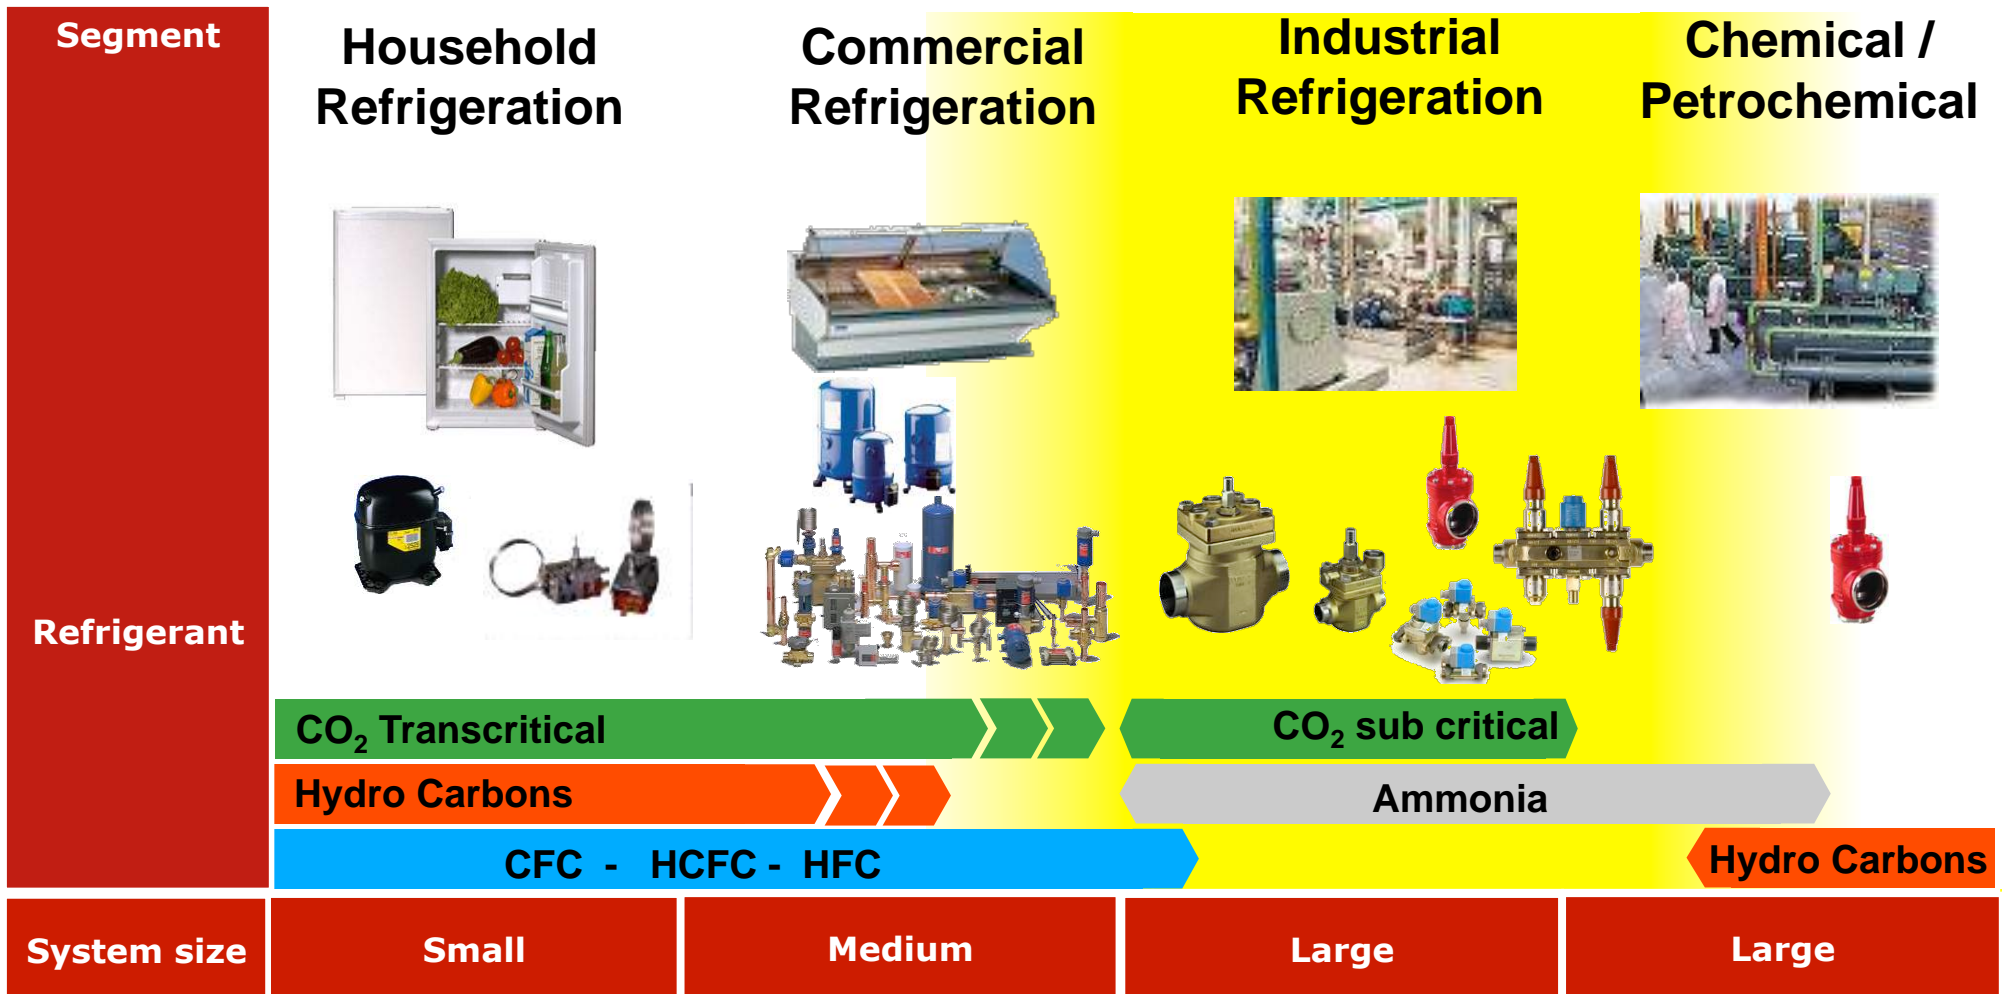 Segment
Household
Refrigeration
Commercial
Refrigeration
Industrial
Refrigeration
Chemical /
Petrochemical
Refrigerant
CO₂ Transcritical
CO₂ sub critical
Hydro Carbons
Ammonia
CFC - HCFC - HFC
Hydro Carbons
System size
Small
Medium
Large
Large